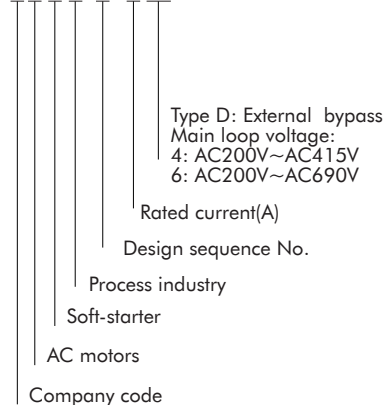 Type D: External bypass
Main loop voltage:
4: AC200V~AC415V
6: AC200V~AC690V
Rated current(A)
Design sequence No.
Process industry
Soft-starter
AC motors
Company code